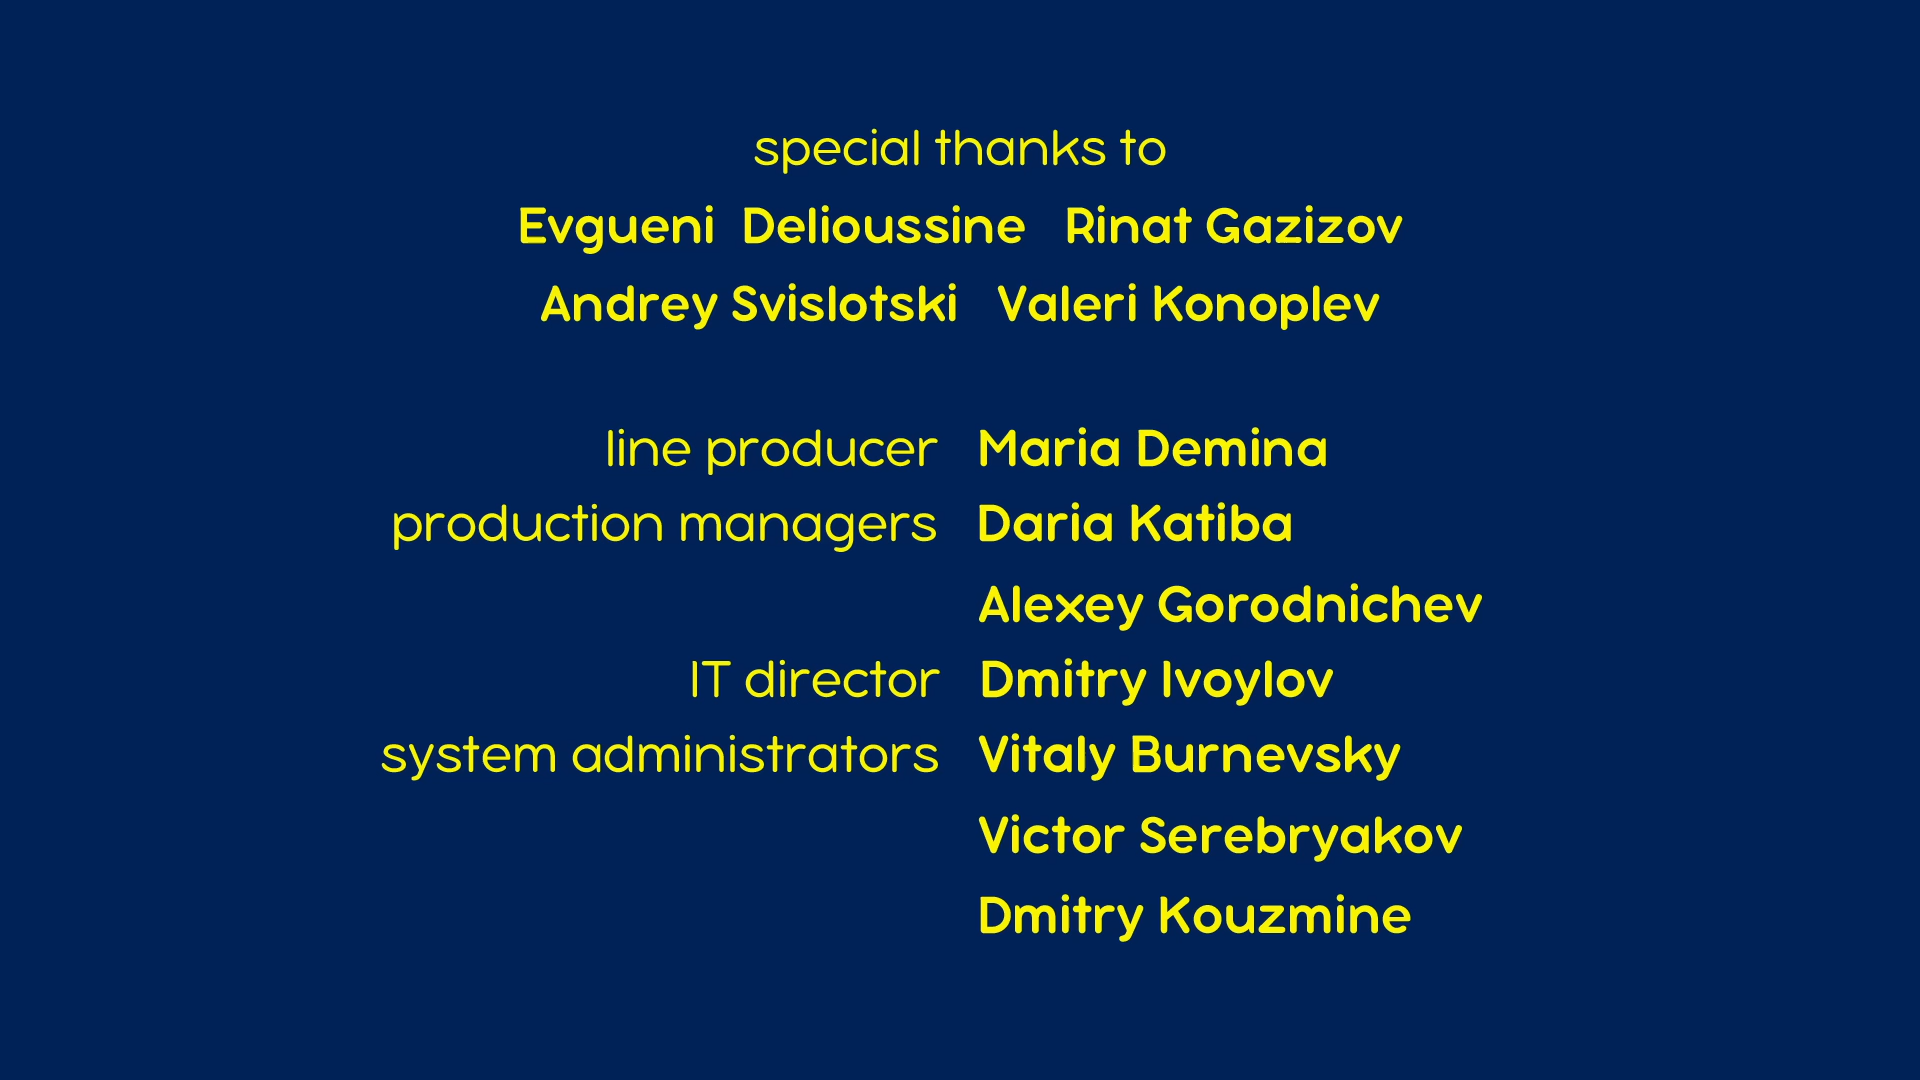 special thanks to
Evgueni Delioussine Rinat Gazizov
Andrey Svislotski Valeri Konoplev
line producer Maria Demina
production managers Daria Katiba
Alexey Gorodnichev
IT director Dmitry Ivoylov
system administrators Vitaly Burnevsky
Victor Serebryakov
Dmitry Kouzmine